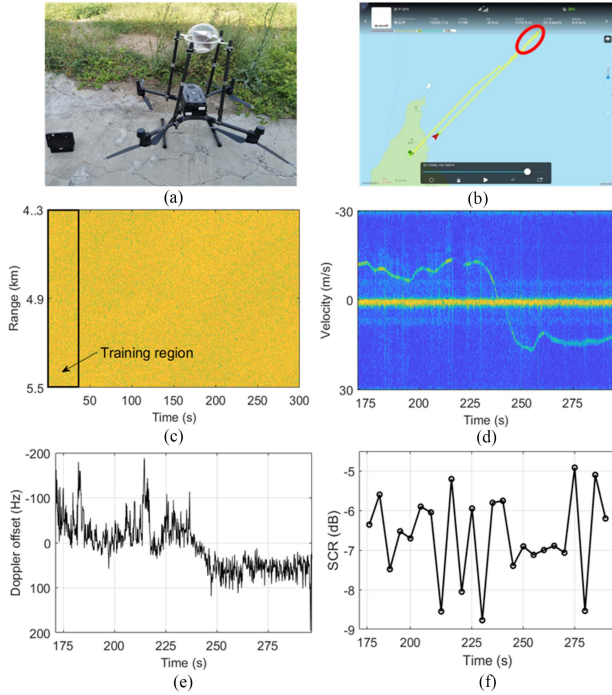 (a)
(b)
4.3
4.9
5.5
Range (km)
Training region
50
100
150
200
250
300
Time (s)
(c)
-30
0
30
Velocity (m/s)
175
200
225
250
275
Time (s)
(d)
-200
-100
0
100
200
Doppler offset (Hz)
175
200
225
250
275
Time (s)
(e)
-5
-6
-7
-8
-9
SCR (dB)
175
200
225
250
275
Time (s)
(f)